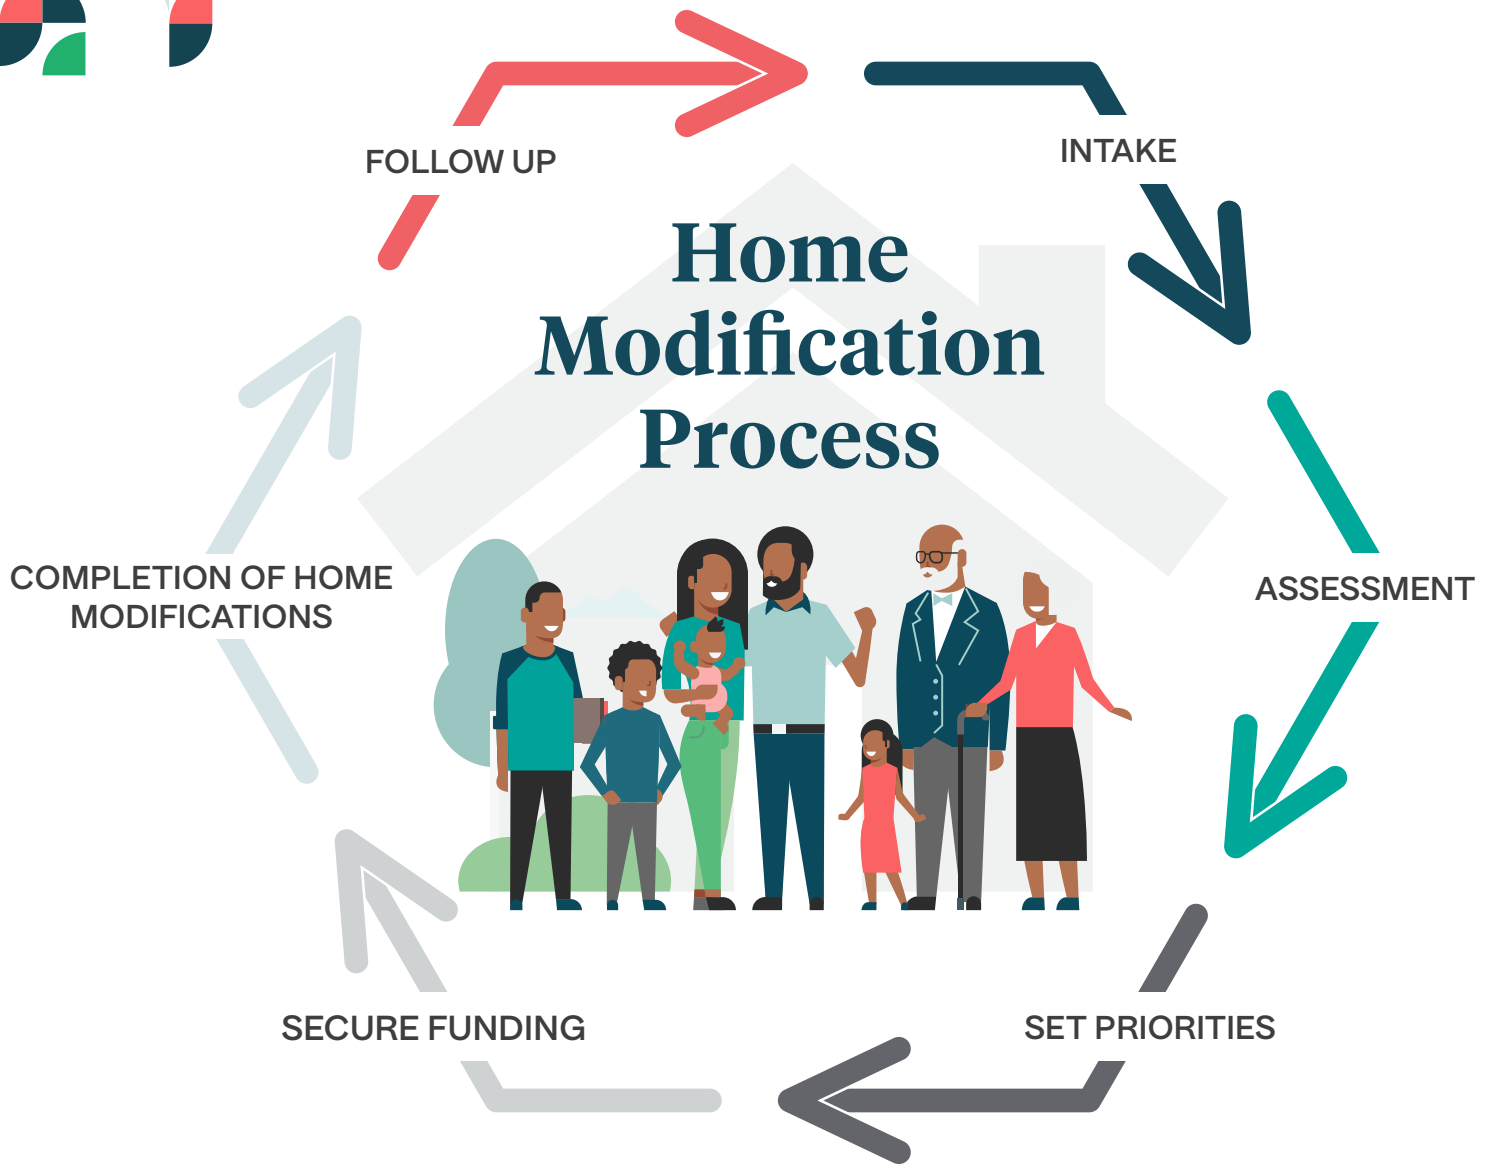 Home
Modification
Process
INTAKE
ASSESSMENT
SET PRIORITIES
SECURE FUNDING
COMPLETION OF HOME
MODIFICATIONS
FOLLOW UP